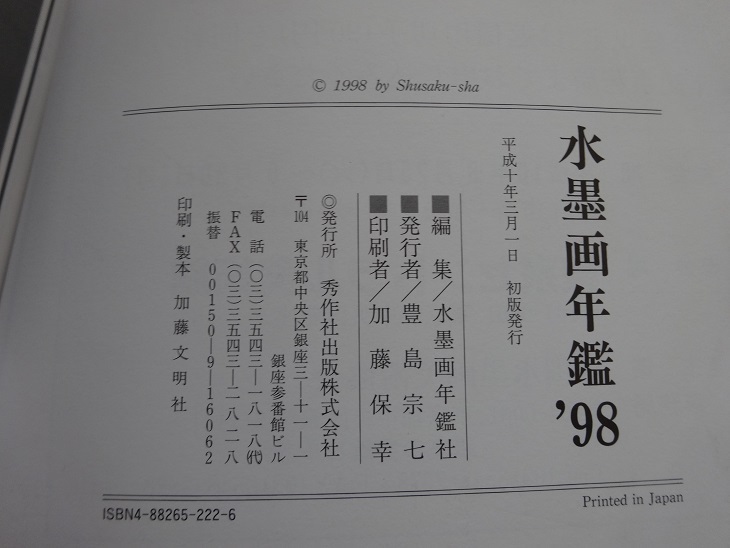 © 1998 by Shusaku-sha
水墨画年鑑'98
平成十年三月一日 初版発行
■編 集/水墨画年鑑社
■発行者/豊島宗七
■印刷者/加藤保幸
◎発行所 秀作社出版株式会社
〒104 東京都中央区銀座三―十一―一
銀座参番館ビル
電話(〇三)三五四三―一八一八(代)
FAX(〇三)三五四三―二八二八
振替 00150―9―16062
印刷・製本 加藤文明社
ISBN4-88265-222-6
Printed in Japan